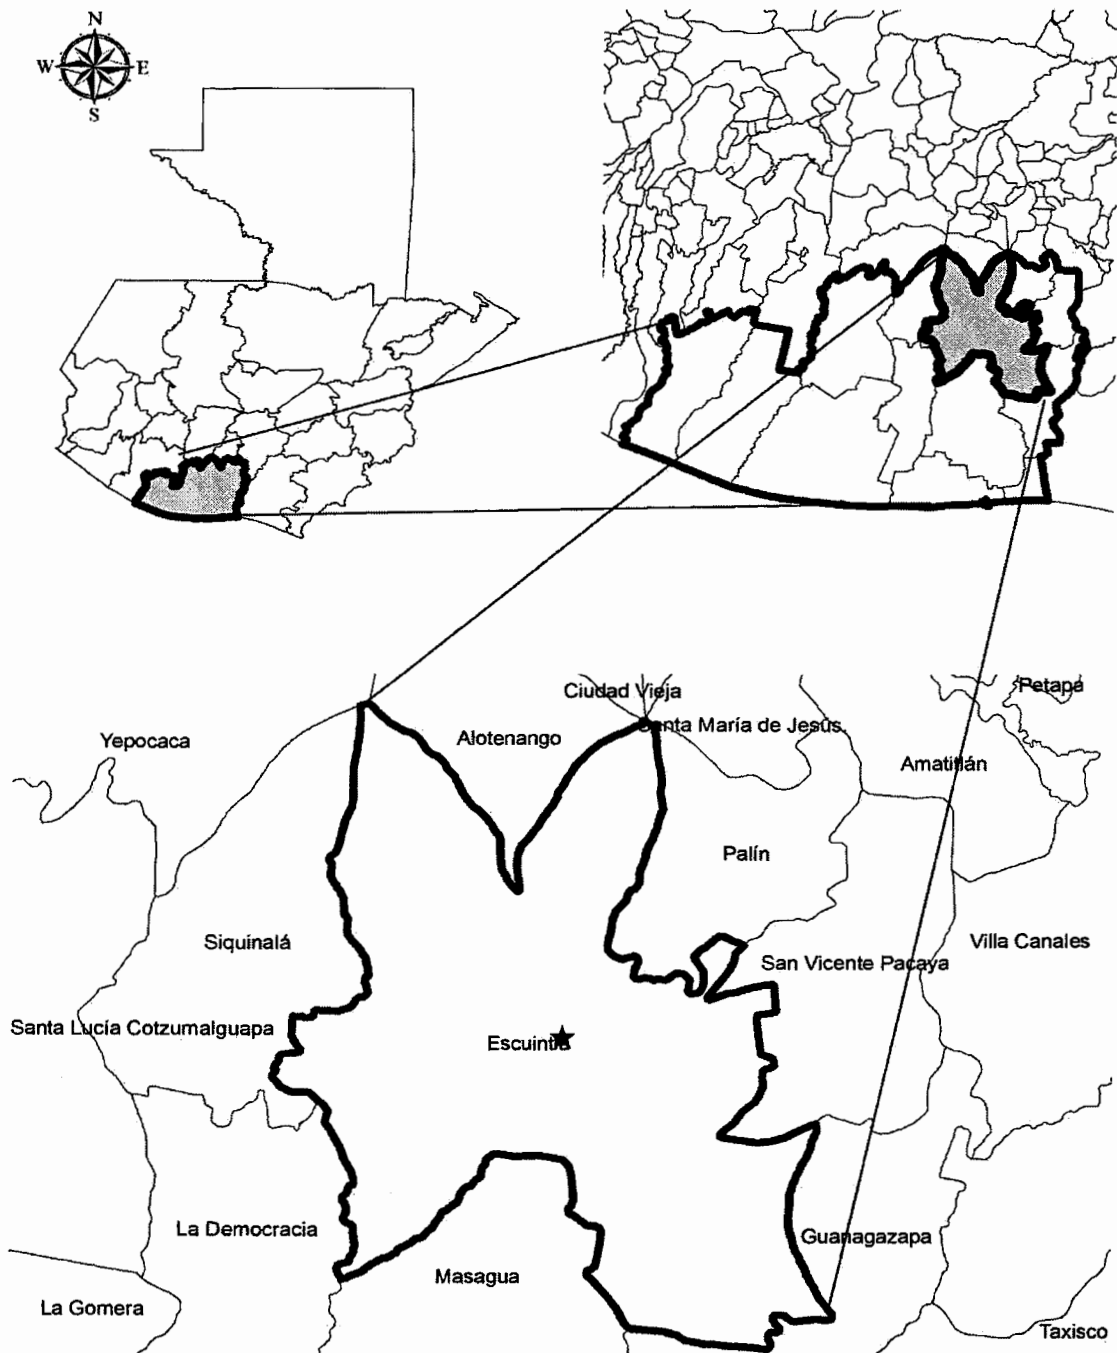 N
W E
S
Ciudad Vieja
Petapa
Santa María de Jesús
Yepocaca
Alotenango
Amatitlán
Palín
Siquinalá
Villa Canales
San Vicente Pacaya
Santa Lucía Cotzumalguapa
Escuintla
La Democracia
Guanagazapa
Masagua
La Gomera
Taxisco